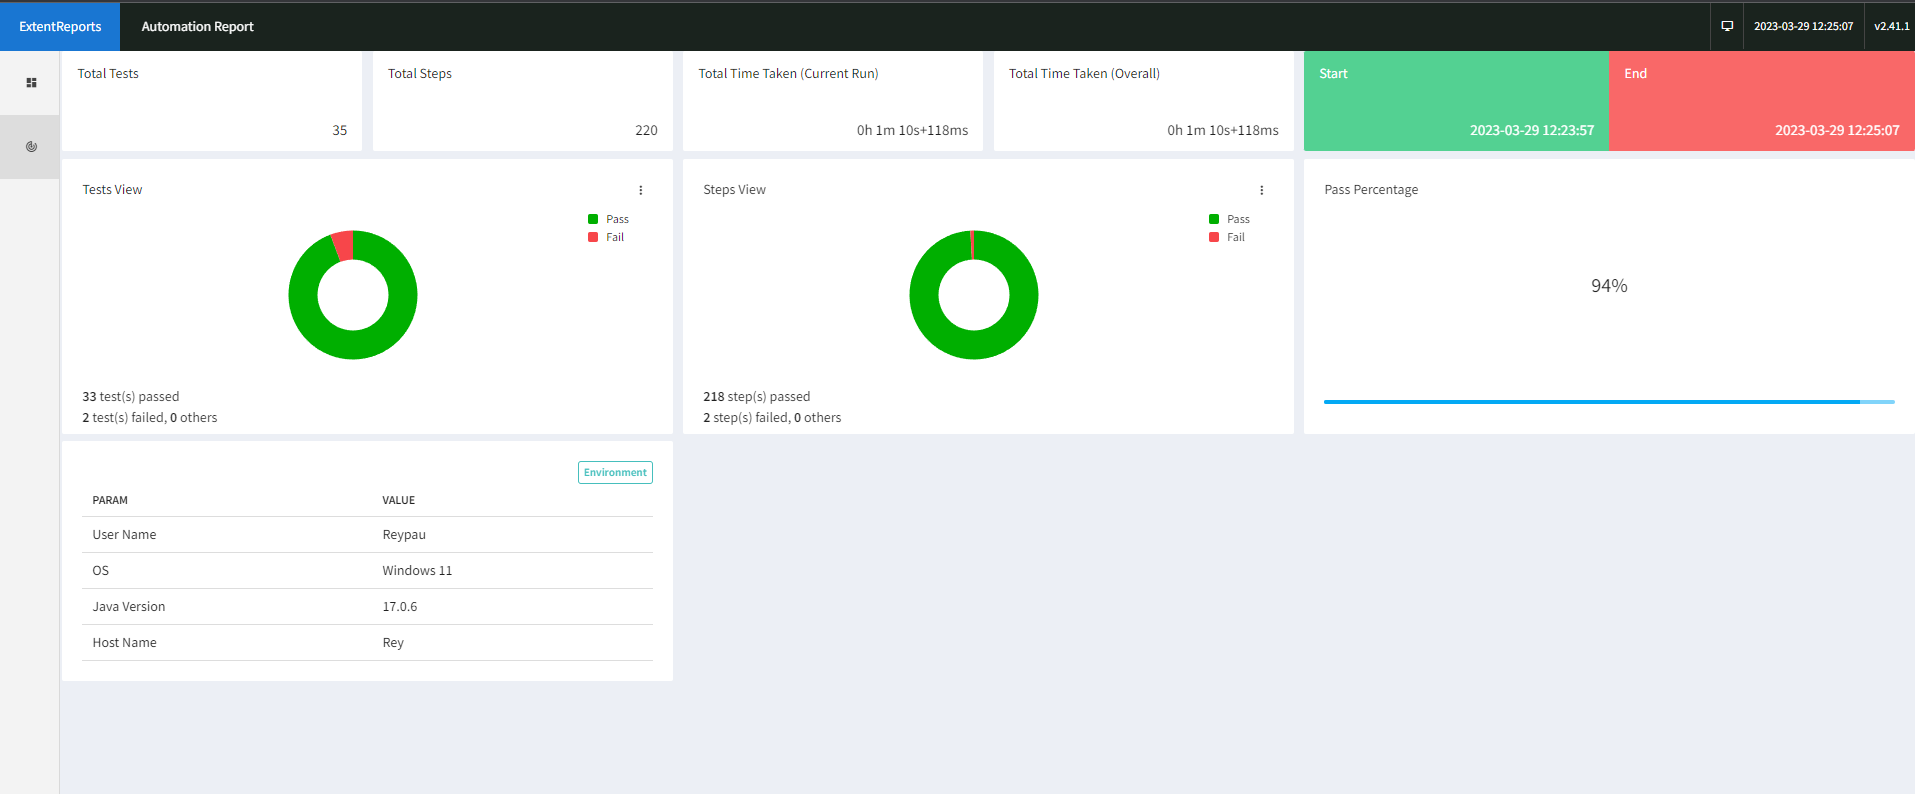 ExtentReports
Automation Report
2023-03-29 12:25:07
v2.41.1
Total Tests
35
Total Steps
220
Total Time Taken (Current Run)
0h 1m 10s+118ms
Total Time Taken (Overall)
0h 1m 10s+118ms
Start
2023-03-29 12:23:57
End
2023-03-29 12:25:07
Tests View
Pass
Fail
33 test(s) passed
2 test(s) failed, 0 others
Steps View
Pass
Fail
218 step(s) passed
2 step(s) failed, 0 others
Pass Percentage
94%
Environment
PARAM VALUE
User Name Reypau
OS Windows 11
Java Version 17.0.6
Host Name Rey